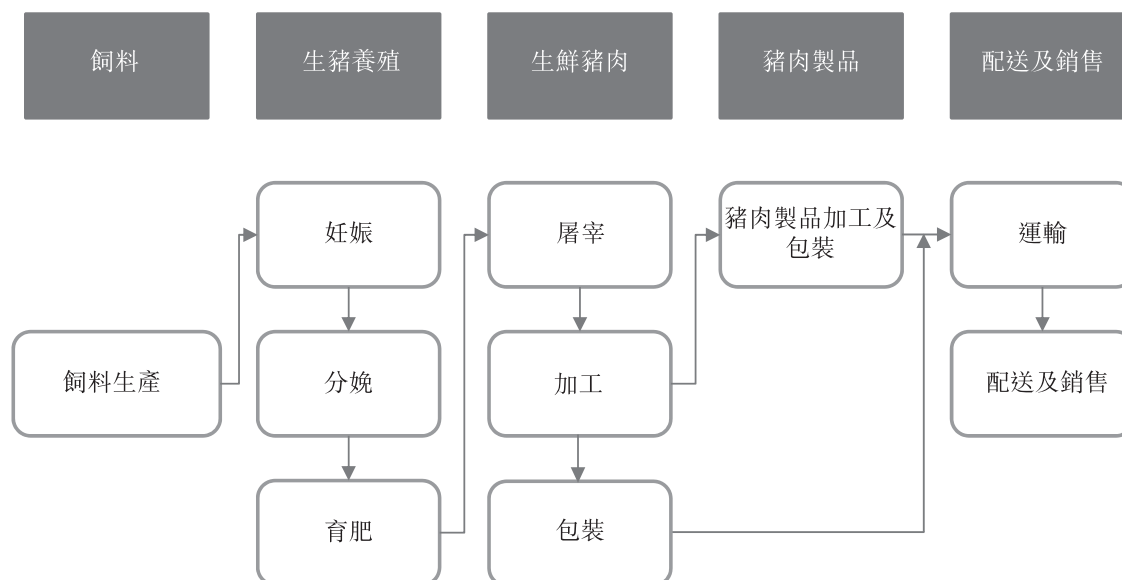 飼料
生豬養殖
生鮮豬肉
豬肉製品
配送及銷售
妊娠
屠宰
豬肉製品加工及
包裝
運輸
飼料生產
分娩
加工
配送及銷售
育肥
包裝